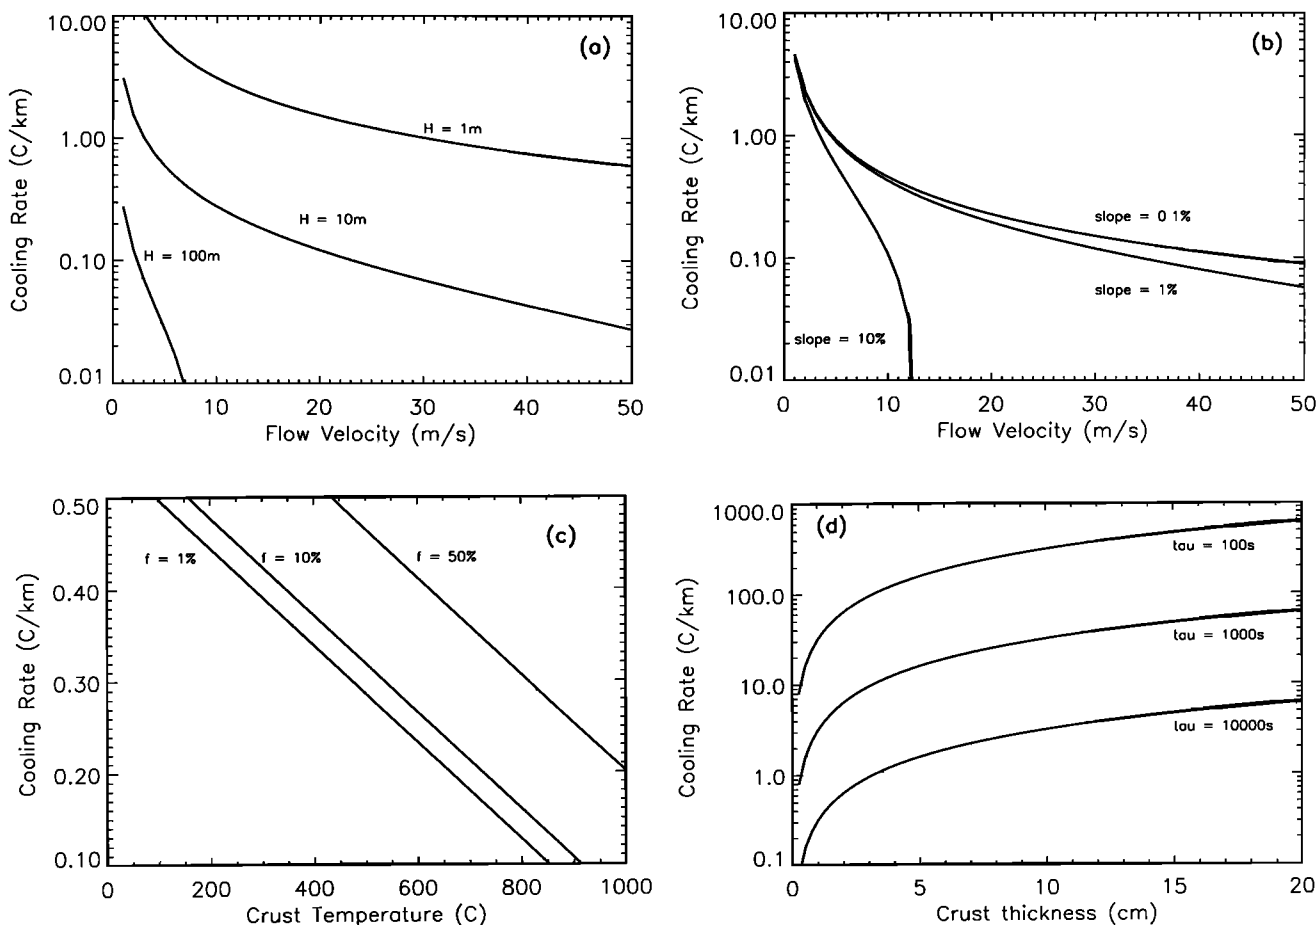 10.00
1.00
0.10
0.01
Cooling Rate (C/km)
(a)
H = 1m
H = 10m
H = 100m
0 10 20 30 40 50
Flow Velocity (m/s)
10.00
1.00
0.10
0.01
Cooling Rate (C/km)
(b)
slope = 0 1%
slope = 1%
slope = 10%
0 10 20 30 40 50
Flow Velocity (m/s)
0.50
0.40
0.30
0.20
0.10
Cooling Rate (C/km)
(c)
f = 1%
f = 10%
f = 50%
0 200 400 600 800 1000
Crust Temperature (C)
1000.0
100.0
10.0
1.0
0.1
Cooling Rate (C/km)
(d)
tau = 100s
tau = 1000s
tau = 10000s
0 5 10 15 20
Crust thickness (cm)